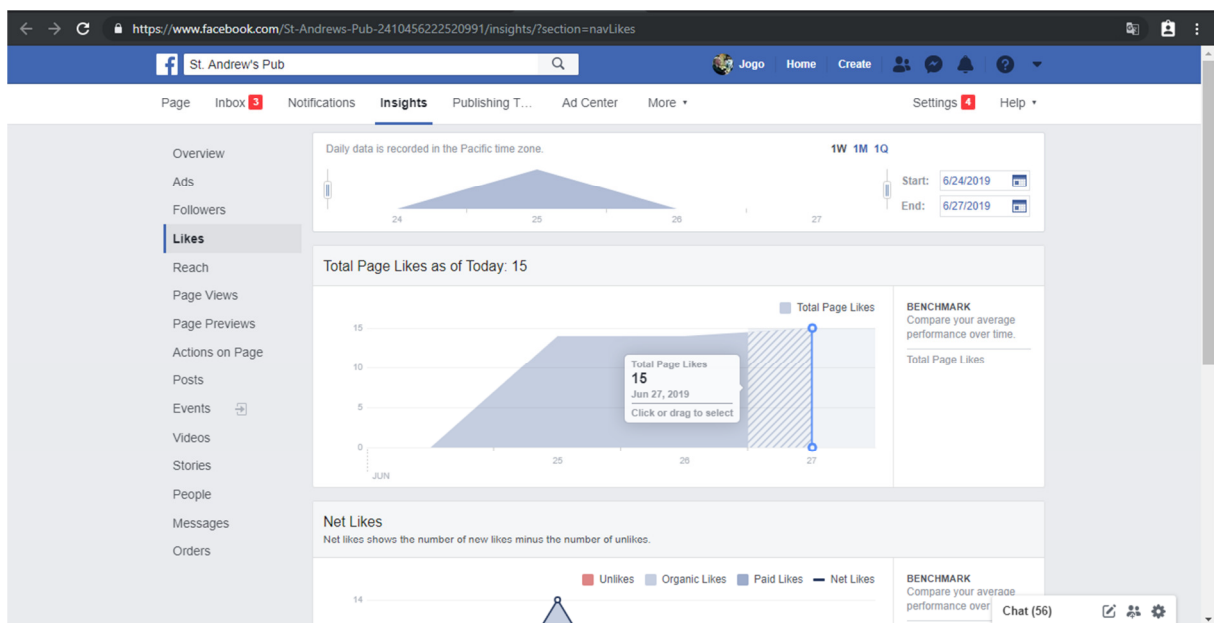 https://www.facebook.com/St-Andrews-Pub-2410456222520991/insights/?section=navLikes
St. Andrew's Pub
Jogo Home Create
Page Inbox 3 Notifications Insights Publishing T... Ad Center More Settings 4 Help
Overview
Ads
Followers
Likes
Reach
Page Views
Page Previews
Actions on Page
Posts
Events
Videos
Stories
People
Messages
Orders
Daily data is recorded in the Pacific time zone.
1W 1M 1Q
24 25 26 27
Start: 6/24/2019
End: 6/27/2019
Total Page Likes as of Today: 15
Total Page Likes
15
10
5
0
JUN
25 26 27
Total Page Likes
15
Jun 27, 2019
Click or drag to select
BENCHMARK
Compare your average
performance over time.
Total Page Likes
Net Likes
Net likes shows the number of new likes minus the number of unlikes.
Unlikes Organic Likes Paid Likes Net Likes
14
BENCHMARK
Compare your average
performance over
Chat (56)